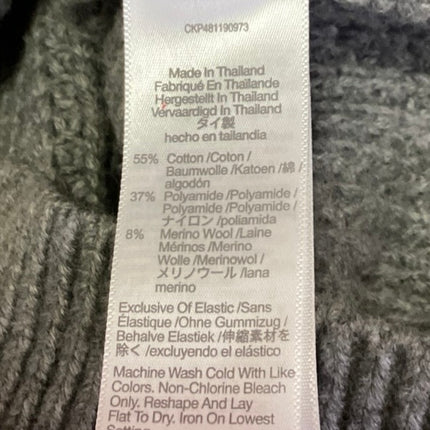 CKP481190973
Made In Thailand
Fabriqué En Thaïlande
Hergestellt In Thailand
Vervaardigd In Thailand
タイ製
hecho en tailandia
55% Cotton /Coton /
Baumwolle /Katoen /綿 /
algodón
37% Polyamide /Polyamide /
Polyamide /Polyamide /
ナイロン /poliamida
8% Merino Wool /Laine
Mérinos /Merino
Wolle /Merinowol /
メリノウール /lana
merino
Exclusive Of Elastic /Sans
Élastique /Ohne Gummizug /
Behalve Elastiek /伸縮素材を
除く /excluyendo el elástico
Machine Wash Cold With Like
Colors. Non-Chlorine Bleach
Only. Reshape And Lay
Flat To Dry. Iron On Lowest